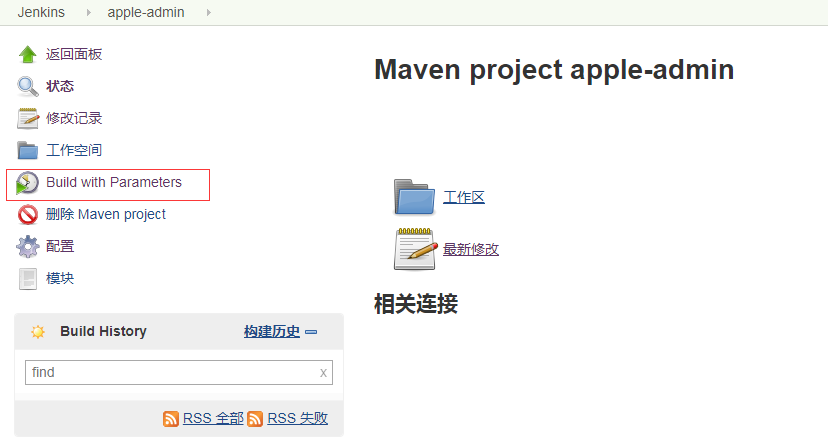 Jenkins apple-admin
返回面板
状态
修改记录
工作空间
Build with Parameters
删除 Maven project
配置
模块
Build History 构建历史
find x
RSS 全部 RSS 失败
Maven project apple-admin
工作区
最新修改
相关连接